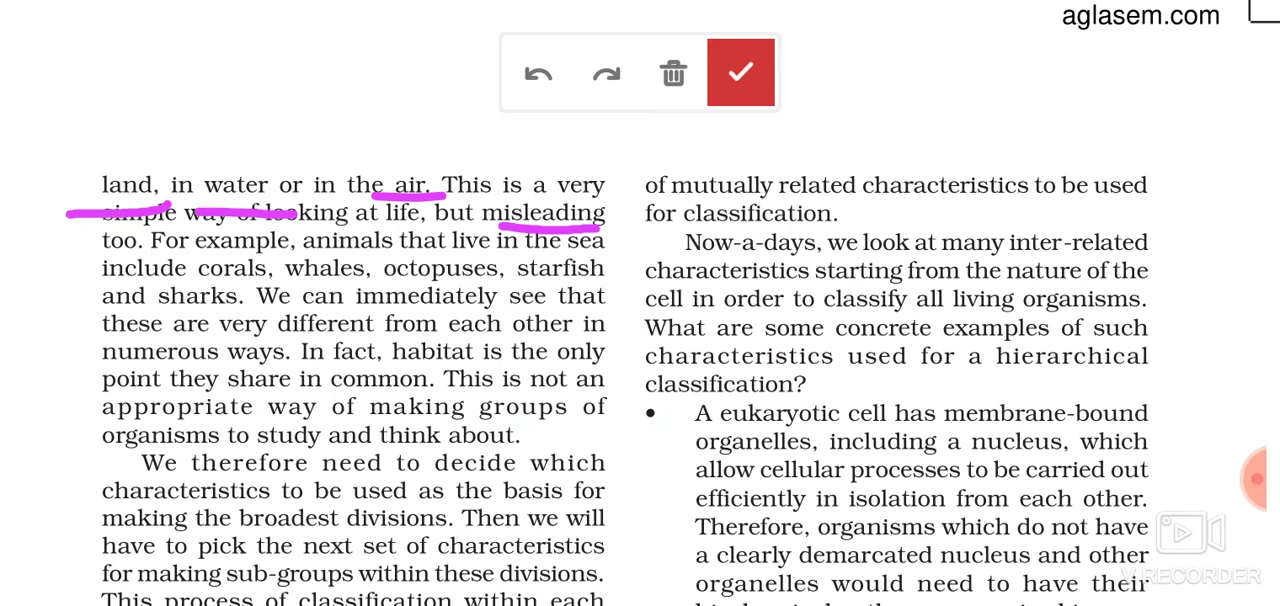 aglasem.com
land, in water or in the air. This is a very
simple way of looking at life, but misleading
too. For example, animals that live in the sea
include corals, whales, octopuses, starfish
and sharks. We can immediately see that
these are very different from each other in
numerous ways. In fact, habitat is the only
point they share in common. This is not an
appropriate way of making groups of
organisms to study and think about.
We therefore need to decide which
characteristics to be used as the basis for
making the broadest divisions. Then we will
have to pick the next set of characteristics
for making sub-groups within these divisions.
This process of classification within each
of mutually related characteristics to be used
for classification.
Now-a-days, we look at many inter-related
characteristics starting from the nature of the
cell in order to classify all living organisms.
What are some concrete examples of such
characteristics used for a hierarchical
classification?
• A eukaryotic cell has membrane-bound
organelles, including a nucleus, which
allow cellular processes to be carried out
efficiently in isolation from each other.
Therefore, organisms which do not have
a clearly demarcated nucleus and other
organelles would need to have their
V RECORDER